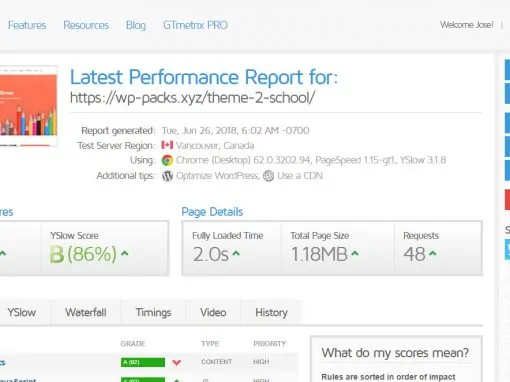 Features Resources Blog GTmetrix PRO Welcome Jose!
Latest Performance Report for:
https://wp-packs.xyz/theme-2-school/
Report generated: Tue, Jun 26, 2018, 6:02 AM -0700
Test Server Region: Vancouver, Canada
Using: Chrome (Desktop) 62.0.3202.94, PageSpeed 1.15-gt1, YSlow 3.1.8
Additional tips: Optimize WordPress, Use a CDN
res Page Details
YSlow Score Fully Loaded Time Total Page Size Requests
B (86%) 2.0s 1.18MB 48
YSlow Waterfall Timings Video History
GRADE TYPE PRIORITY
A (92) CONTENT HIGH
What do my scores mean?
JS HIGH
Rules are sorted in order of impact